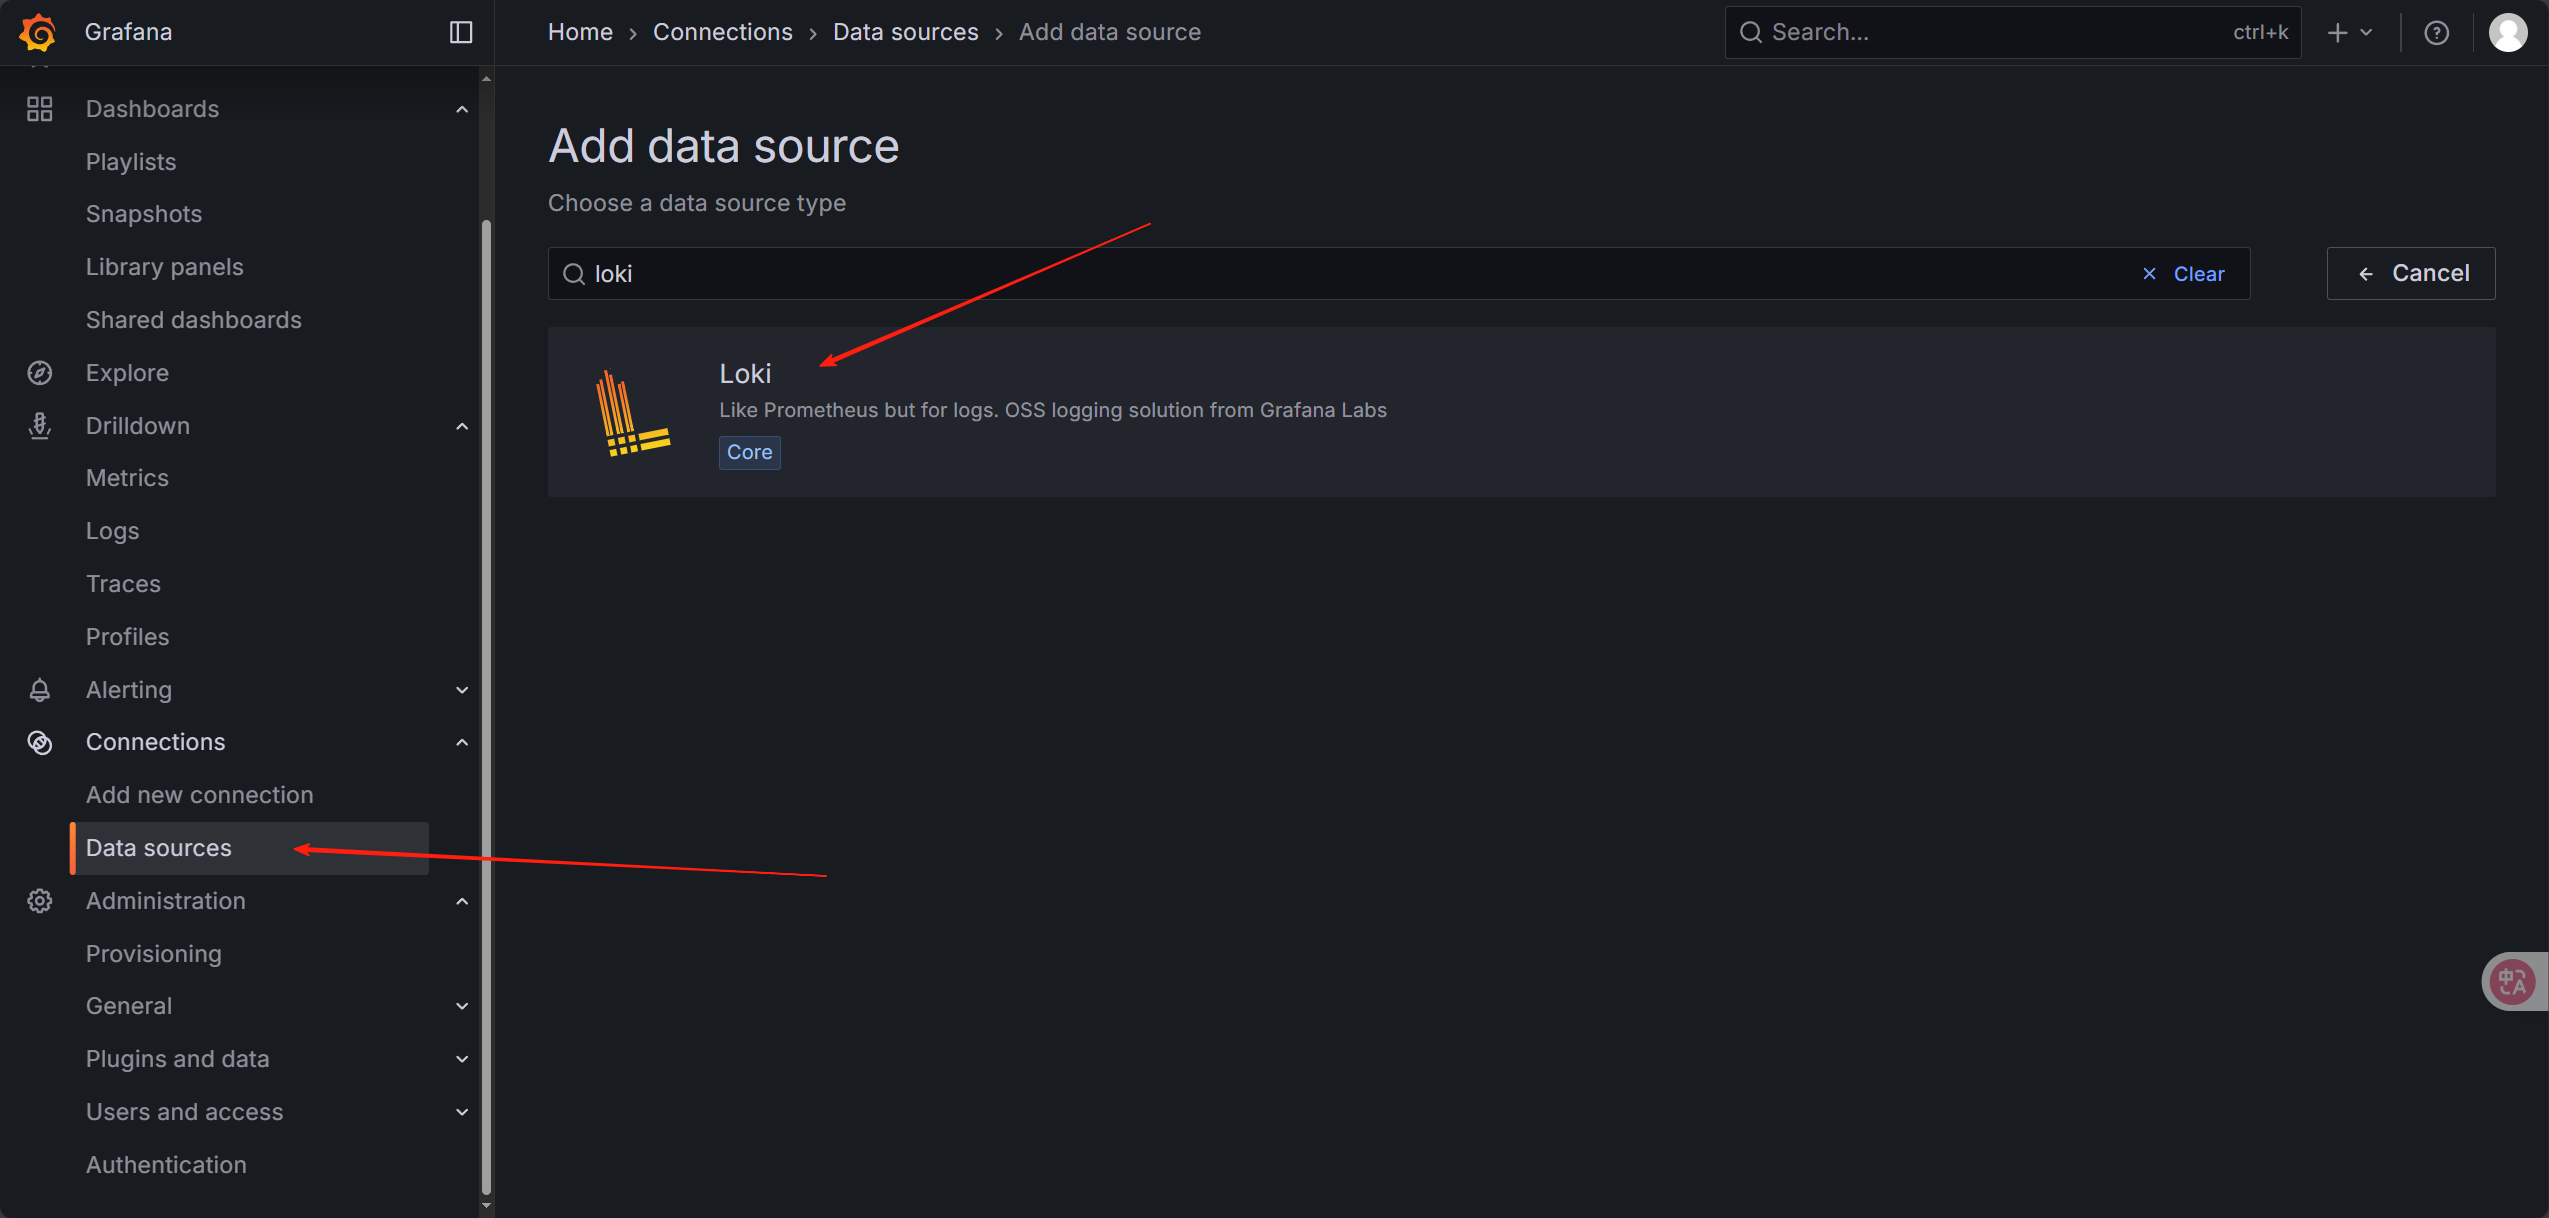 Grafana
Home › Connections › Data sources › Add data source
Search...
ctrl+k
Dashboards
Playlists
Snapshots
Library panels
Shared dashboards
Explore
Drilldown
Metrics
Logs
Traces
Profiles
Alerting
Connections
Add new connection
Data sources
Administration
Provisioning
General
Plugins and data
Users and access
Authentication
Add data source
Choose a data source type
loki
Clear
Cancel
Loki
Like Prometheus but for logs. OSS logging solution from Grafana Labs
Core
中A